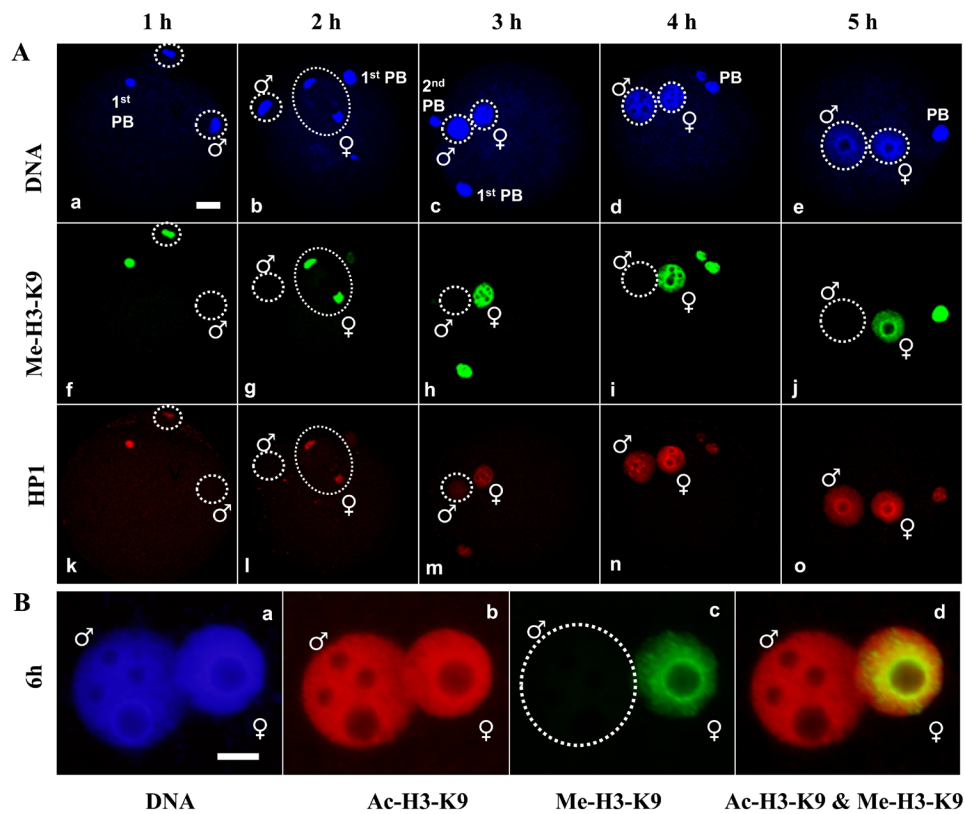 1 h 2 h 3 h 4 h 5 h
A
DNA
1st PB
♂
a
1st PB
♂
♀
b
2nd PB
♂
♀
1st PB
c
PB
♂
♀
d
PB
♂
♀
e
Me-H3-K9
♂
f
♂
♀
g
♂
♀
h
♂
♀
i
♂
♀
j
HP1
♂
k
♂
♀
l
♂
♀
m
♂
♀
n
♂
♀
o
B
6h
♂
a
♀
♂
b
♀
♂
c
♀
♂
d
♀
DNA Ac-H3-K9 Me-H3-K9 Ac-H3-K9 & Me-H3-K9